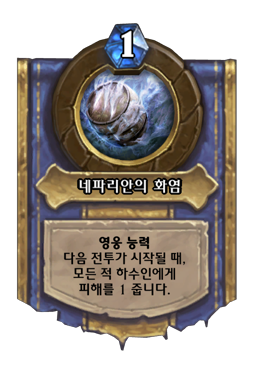 1
네파리안의 화염
영웅 능력
다음 전투가 시작될 때,
모든 적 하수인에게
피해를 1 줍니다.